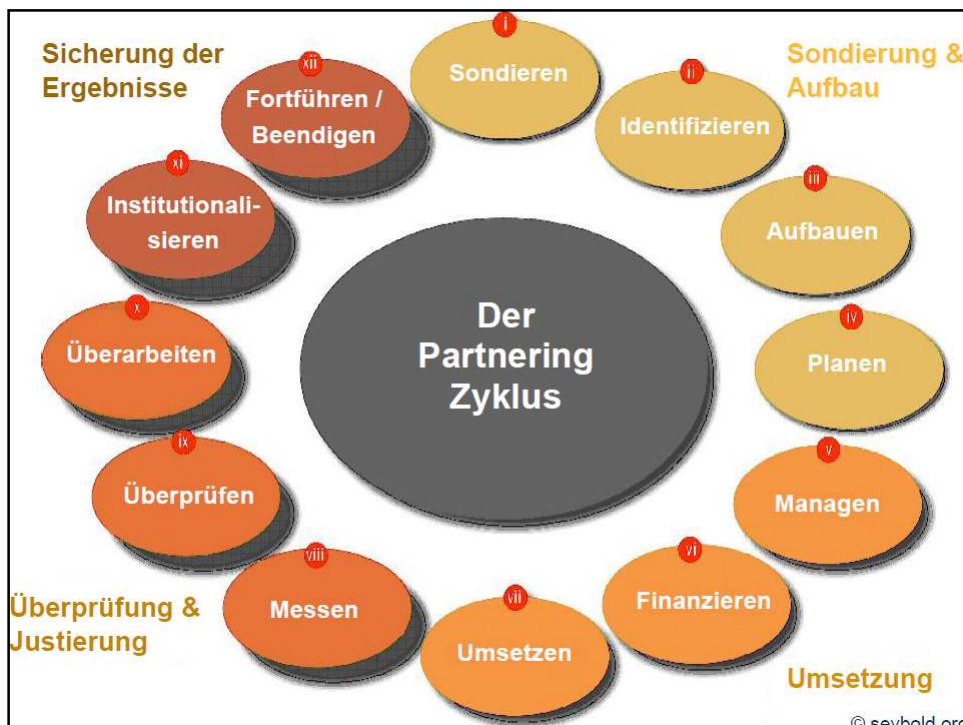 Sicherung der
Ergebnisse
Sondierung &
Aufbau
i
Sondieren
ii
Identifizieren
iii
Aufbauen
iv
Planen
v
Managen
vi
Finanzieren
vii
Umsetzen
viii
Messen
ix
Überprüfen
x
Überarbeiten
xi
Institutionali-
sieren
xii
Fortführen /
Beendigen
Der
Partnering
Zyklus
Überprüfung &
Justierung
Umsetzung
© seybold.org